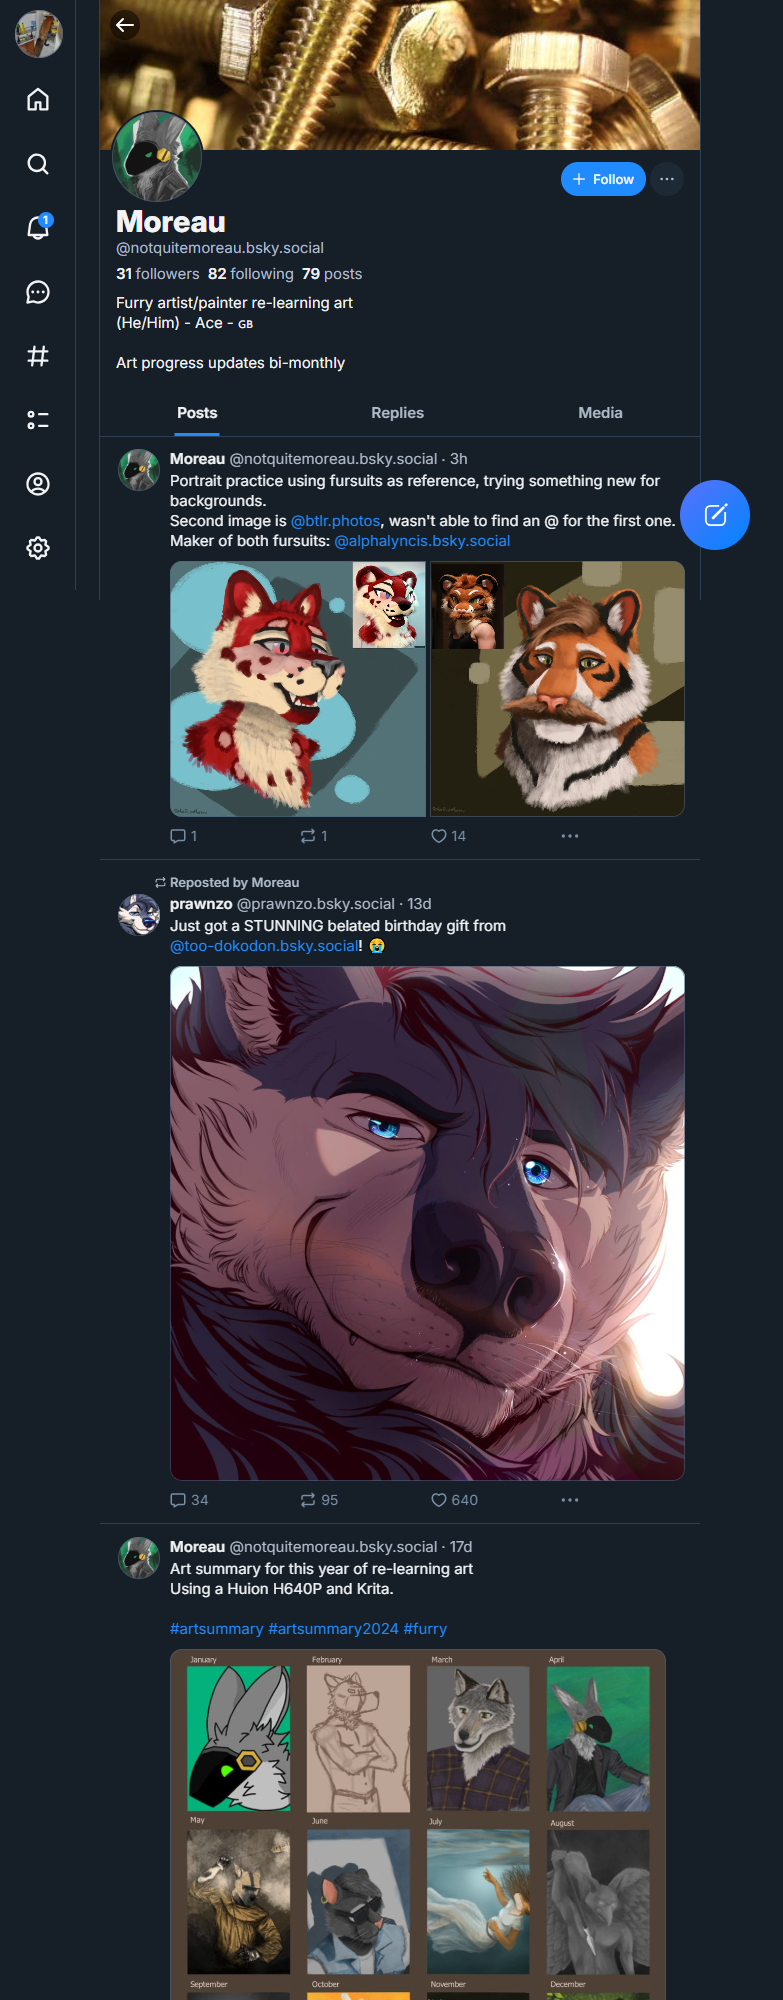 1
+ Follow
Moreau
@notquitemoreau.bsky.social
31 followers 82 following 79 posts
Furry artist/painter re-learning art
(He/Him) - Ace - GB
Art progress updates bi-monthly
Posts Replies Media
Moreau @notquitemoreau.bsky.social · 3h
Portrait practice using fursuits as reference, trying something new for
backgrounds.
Second image is @btlr.photos, wasn't able to find an @ for the first one.
Maker of both fursuits: @alphalyncis.bsky.social
1 1 14
Reposted by Moreau
prawnzo @prawnzo.bsky.social · 13d
Just got a STUNNING belated birthday gift from
@too-dokodon.bsky.social! 😭
34 95 640
Moreau @notquitemoreau.bsky.social · 17d
Art summary for this year of re-learning art
Using a Huion H640P and Krita.
#artsummary #artsummary2024 #furry
January February March April
May June July August
September October November December